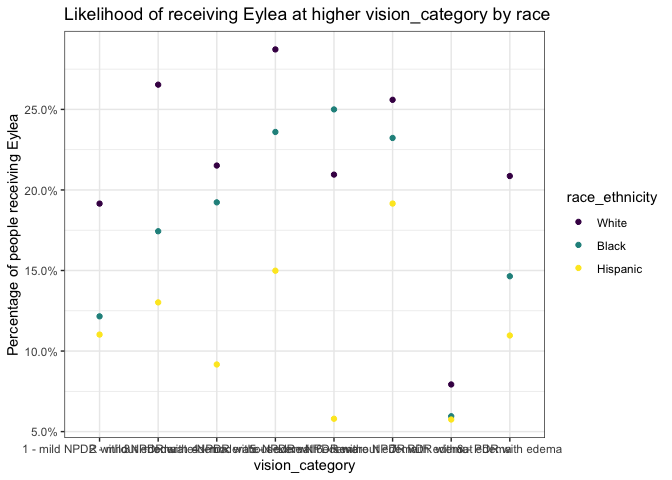 Likelihood of receiving Eylea at higher vision_category by race
Percentage of people receiving Eylea
25.0%
20.0%
15.0%
10.0%
5.0%
1 - mild NPDR
with edema
vision_category
race_ethnicity
White
Black
Hispanic